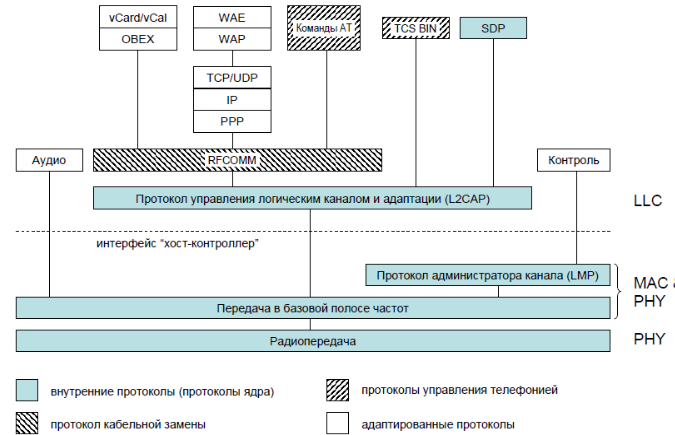 vCard/vCal
OBEX
WAE
WAP
TCP/UDP
IP
PPP
Команды AT
TCS BIN
SDP
Аудио
RFCOMM
Контроль
Протокол управления логическим каналом и адаптации (L2CAP)
LLC
интерфейс “хост-контроллер”
Протокол администратора канала (LMP)
MAC &
PHY
Передача в базовой полосе частот
Радиопередача
PHY
внутренние протоколы (протоколы ядра)
протоколы управления телефонией
протокол кабельной замены
адаптированные протоколы